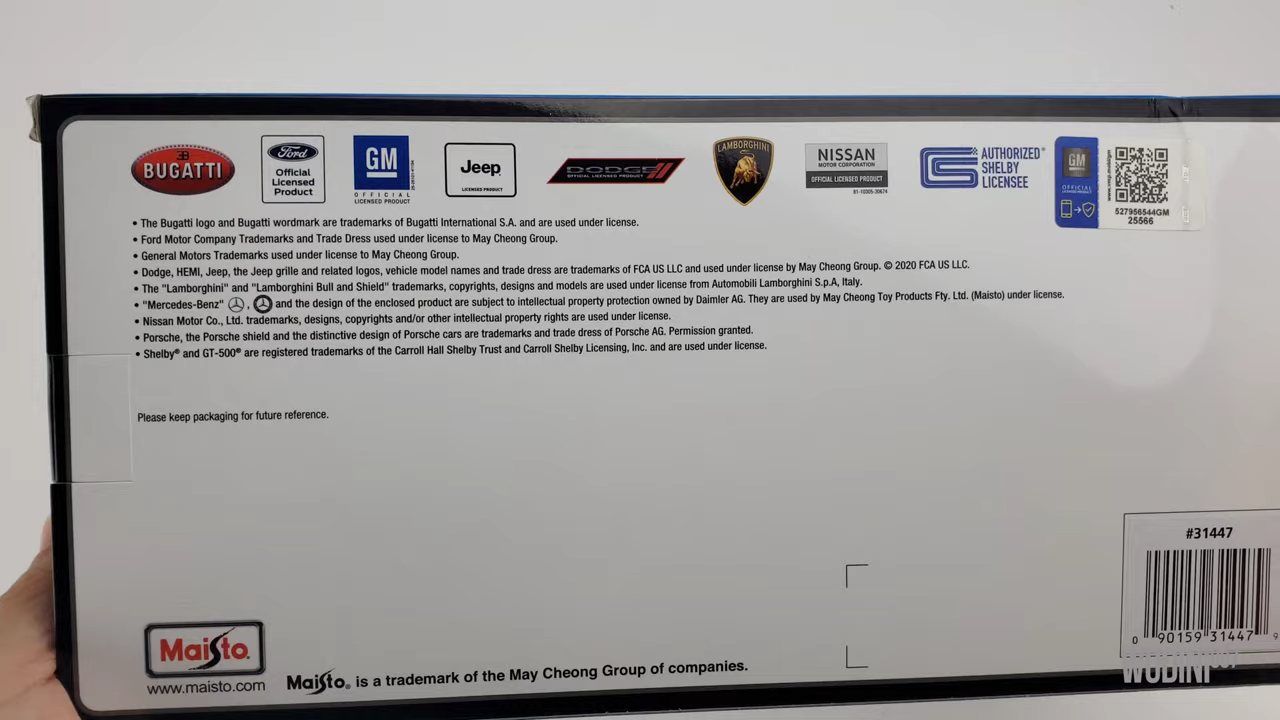 BUGATTI
Ford
Official
Licensed
Product
GM
OFFICIAL
LICENSED PRODUCT
Jeep
LICENSED PRODUCT
DODGE
OFFICIAL LICENSED PRODUCT
LAMBORGHINI
NISSAN
MOTOR CORPORATION
OFFICIAL LICENSED PRODUCT
81-10305-30674
AUTHORIZED®
SHELBY
LICENSEE
GM
OFFICIAL
527956544GM
25566
• The Bugatti logo and Bugatti wordmark are trademarks of Bugatti International S.A. and are used under license.
• Ford Motor Company Trademarks and Trade Dress used under license to May Cheong Group.
• General Motors Trademarks used under license to May Cheong Group.
• Dodge, HEMI, Jeep, the Jeep grille and related logos, vehicle model names and trade dress are trademarks of FCA US LLC and used under license by May Cheong Group. © 2020 FCA US LLC.
• The "Lamborghini" and "Lamborghini Bull and Shield" trademarks, copyrights, designs and models are used under license from Automobili Lamborghini S.p.A, Italy.
• "Mercedes-Benz" , and the design of the enclosed product are subject to intellectual property protection owned by Daimler AG. They are used by May Cheong Toy Products Fty. Ltd. (Maisto) under license.
• Nissan Motor Co., Ltd. trademarks, designs, copyrights and/or other intellectual property rights are used under license.
• Porsche, the Porsche shield and the distinctive design of Porsche cars are trademarks and trade dress of Porsche AG. Permission granted.
• Shelby® and GT-500® are registered trademarks of the Carroll Hall Shelby Trust and Carroll Shelby Licensing, Inc. and are used under license.
Please keep packaging for future reference.
#31447
0 90159 31447 9
Maisto®
www.maisto.com
Maisto® is a trademark of the May Cheong Group of companies.
WUDINI